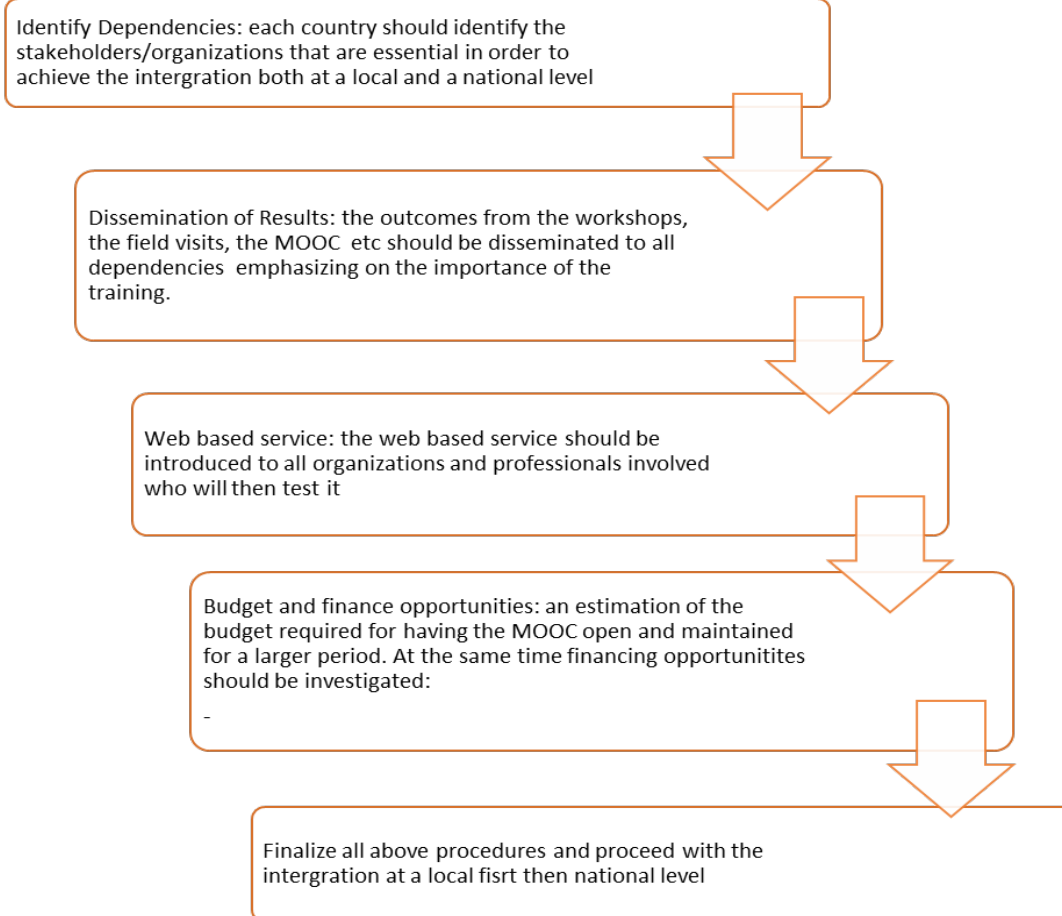 Identify Dependencies: each country should identify the
stakeholders/organizations that are essential in order to
achieve the intergration both at a local and a national level
Dissemination of Results: the outcomes from the workshops,
the field visits, the MOOC  etc should be disseminated to all
dependencies  emphasizing on the importance of the
training.
Web based service: the web based service should be
introduced to all organizations and professionals involved
who will then test it
Budget and finance opportunities: an estimation of the
budget required for having the MOOC open and maintained
for a larger period. At the same time financing opportunitites
should be investigated:
-
Finalize all above procedures and proceed with the
intergration at a local fisrt then national level